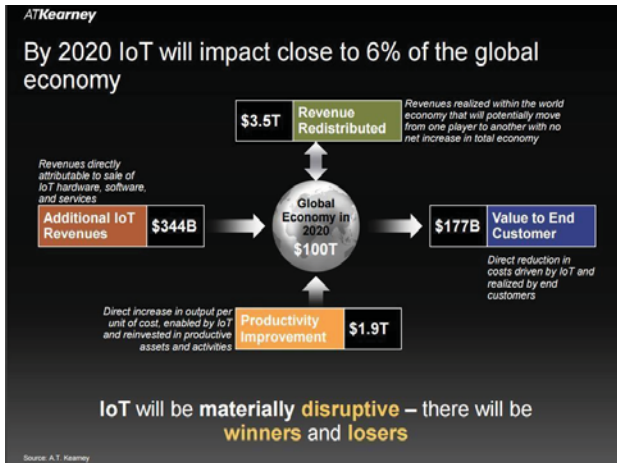 ATKearney
By 2020 IoT will impact close to 6% of the global
economy
$3.5T
Revenue
Redistributed
Revenues realized within the world
economy that will potentially move
from one player to another with no
net increase in total economy
Revenues directly
attributable to sale of
IoT hardware, software,
and services
Additional IoT
Revenues
$344B
Global
Economy in
2020
$100T
$177B
Value to End
Customer
Direct reduction in
costs driven by IoT and
realized by end
customers
Direct increase in output per
unit of cost, enabled by IoT
and reinvested in productive
assets and activities
Productivity
Improvement
$1.9T
IoT will be materially disruptive – there will be
winners and losers
Source: A.T. Kearney